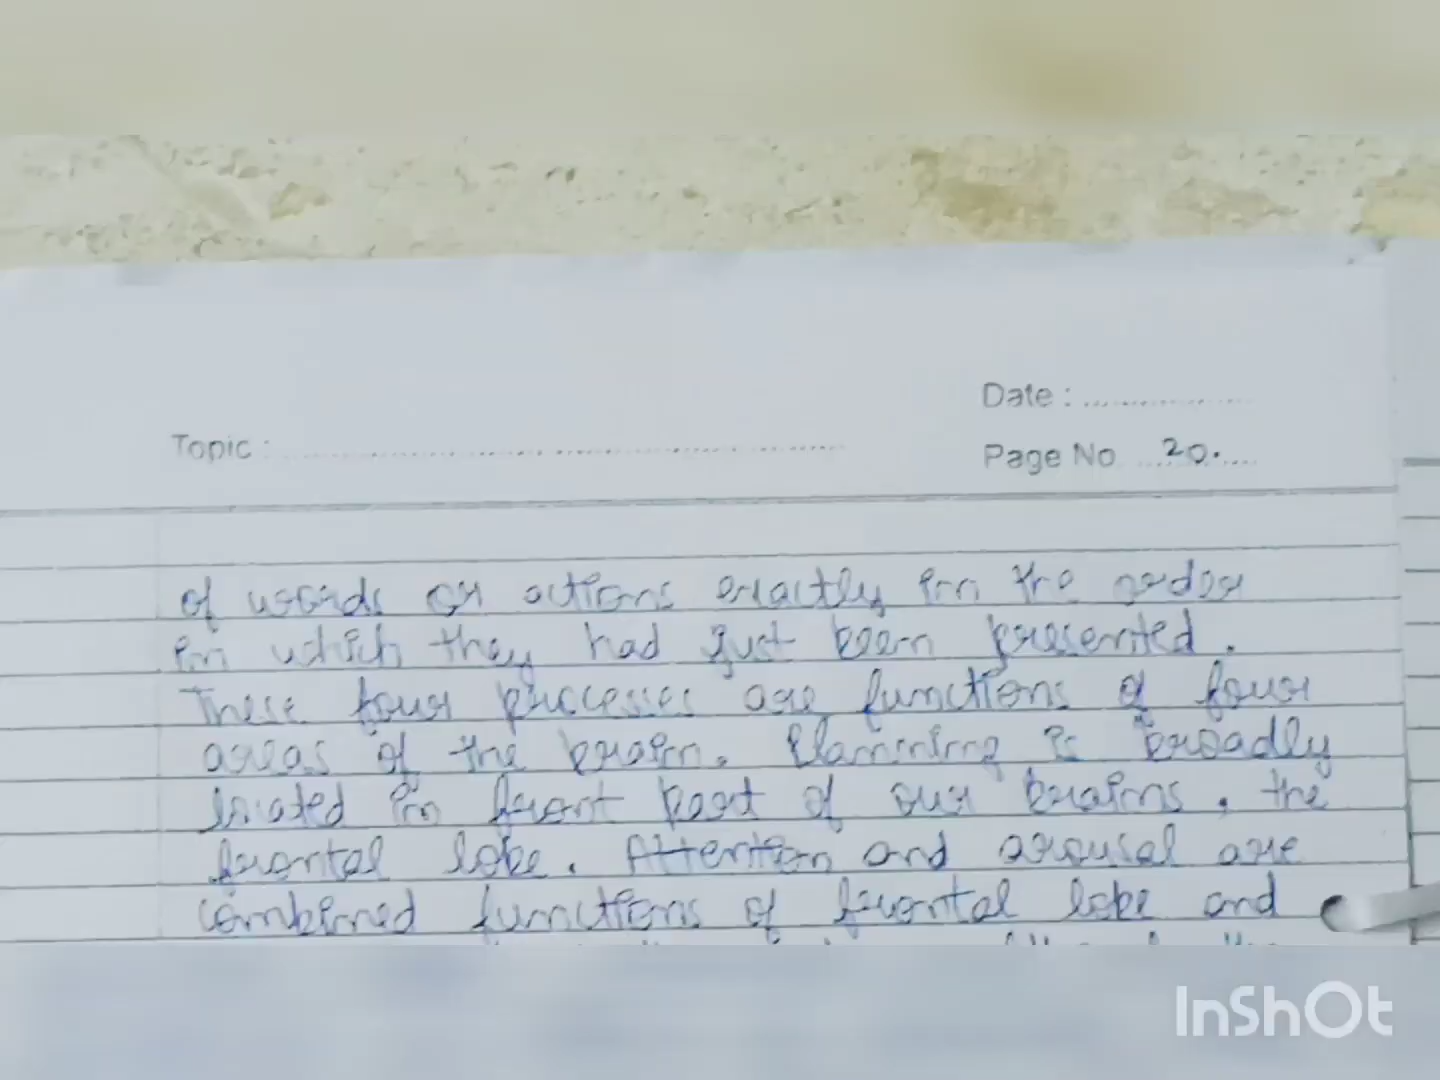 Date :
Topic :
Page No 20.
of words or actions exactly in the order
in which they had just been presented.
These four processes are functions of four
areas of the brain. Planning is broadly
located in front part of our brains, the
frontal lobe. Attention and arousal are
combined functions of frontal lobe and
InShOt